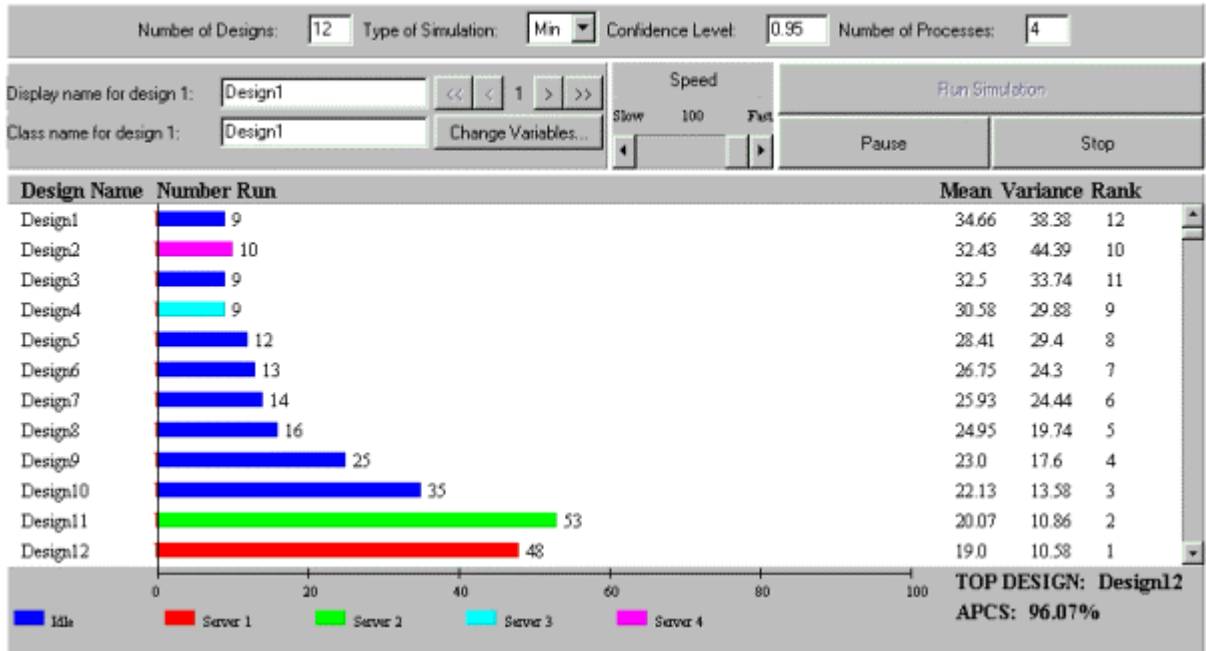 Number of Designs: 12 Type of Simulation: Min Confidence Level: 0.95 Number of Processes: 4
Display name for design 1: Design1 << < 1 > >>
Class name for design 1: Design1 Change Variables...
Speed
Slow 100 Fast
Run Simulation
Pause Stop
Design Name Number Run Mean Variance Rank
Design1 9 34.66 38.38 12
Design2 10 32.43 44.39 10
Design3 9 32.5 33.74 11
Design4 9 30.58 29.88 9
Design5 12 28.41 29.4 8
Design6 13 26.75 24.3 7
Design7 14 25.93 24.44 6
Design8 16 24.95 19.74 5
Design9 25 23.0 17.6 4
Design10 35 22.13 13.58 3
Design11 53 20.07 10.86 2
Design12 48 19.0 10.58 1
0 20 40 60 80 100
TOP DESIGN: Design12
APCS: 96.07%
Idle Server 1 Server 2 Server 3 Server 4